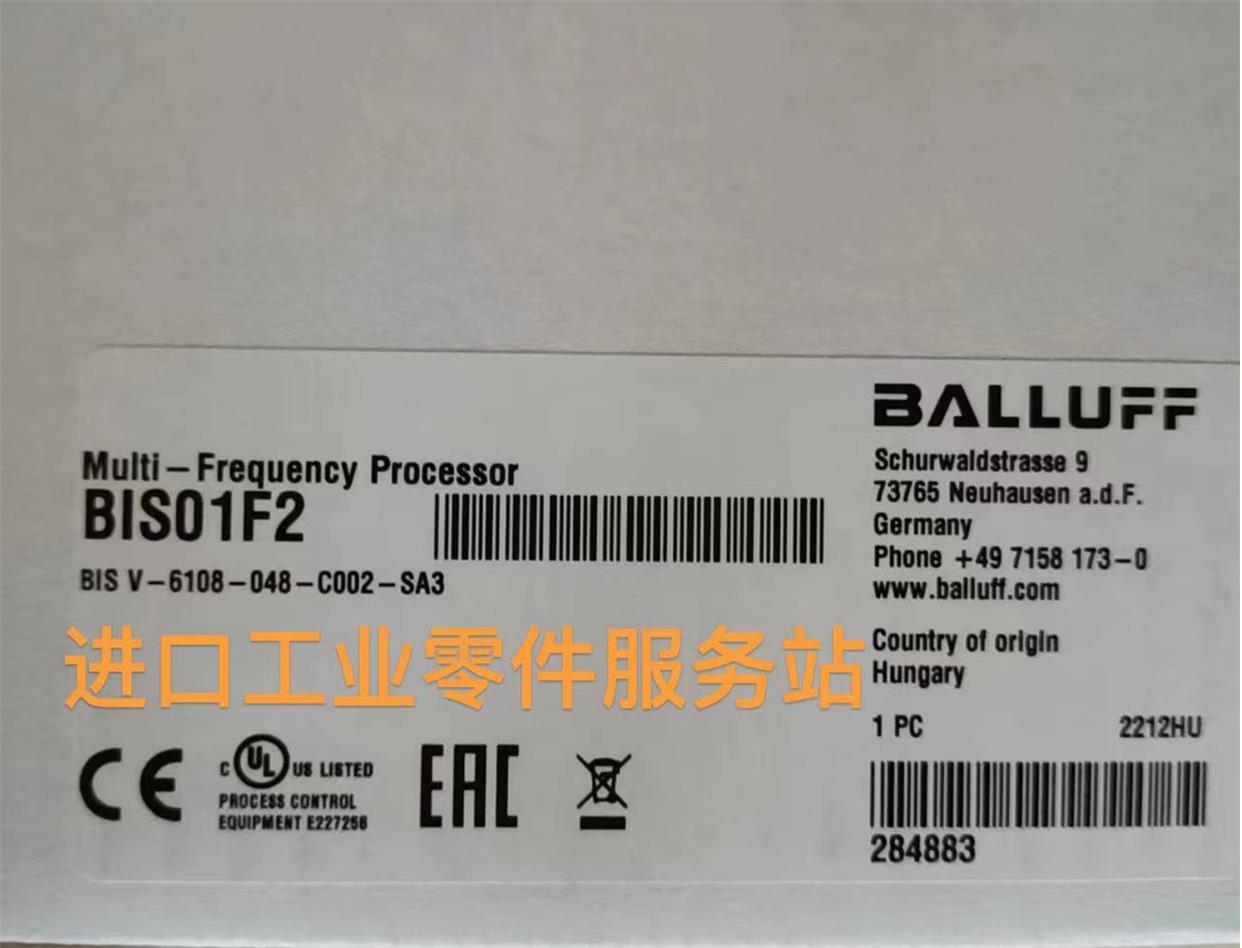 BALLUFF
Multi-Frequency Processor
BIS01F2
BIS V-6108-048-C002-SA3
进口工业零件服务站
CE
C UL US LISTED
PROCESS CONTROL
EQUIPMENT E227256
EAC
Schurwaldstrasse 9
73765 Neuhausen a.d.F.
Germany
Phone +49 7158 173-0
www.balluff.com
Country of origin
Hungary
1 PC 2212HU
284883